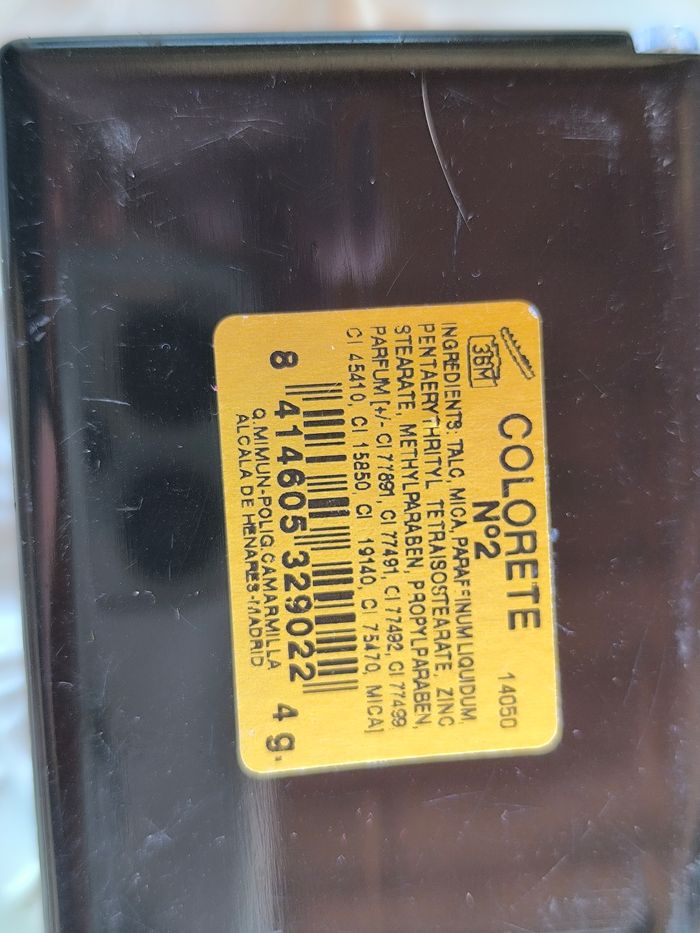 COLORETE
Nº2
14050
36M
INGREDIENTS: TALC, MICA, PARAFFINUM LIQUIDUM,
PENTAERYTHRITYL TETRAISOSTEARATE, ZINC
STEARATE, METHYLPARABEN, PROPYLPARABEN,
PARFUM [+/- CI 77891, CI 77491, CI 77492, CI 77499
CI 45410, CI 15850, CI 19140, CI 75470, MICA]
8 414605 329022
4 g.
Q.MIMUN-POLIG.CAMARMILLA
ALCALA DE HENARES-MADRID